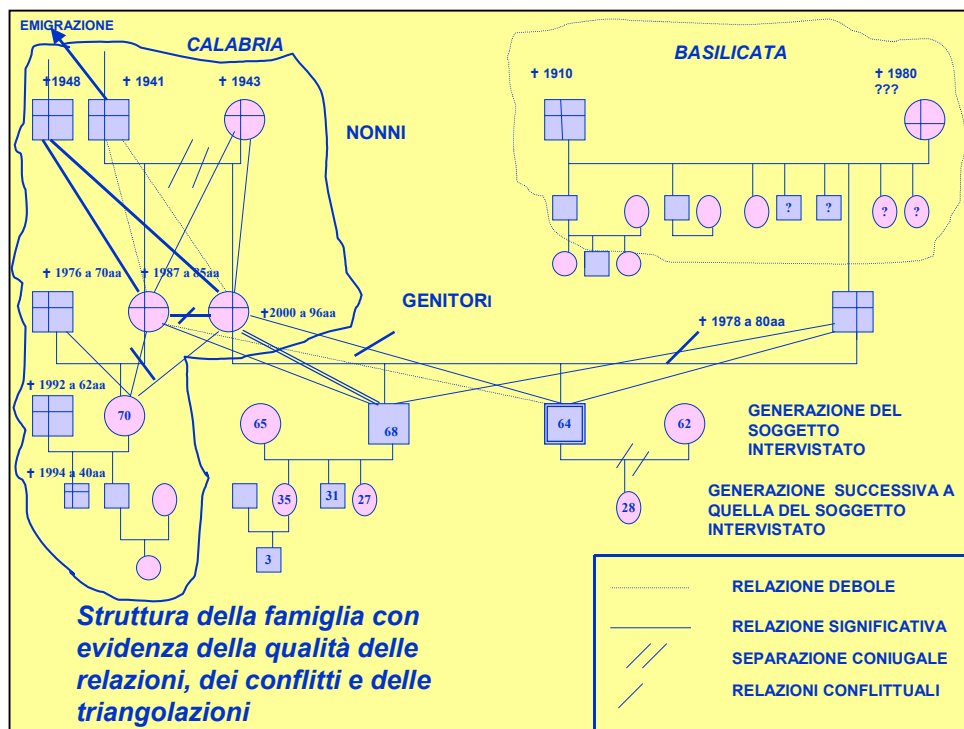 EMIGRAZIONE
CALABRIA
BASILICATA
✝1948
✝ 1941
✝ 1943
✝ 1910
✝ 1980
???
NONNI
?
?
?
?
✝ 1976 a 70aa
✝ 1987 a 85aa
✝2000 a 96aa
GENITORI
✝ 1978 a 80aa
✝ 1992 a 62aa
70
65
68
64
62
GENERAZIONE DEL
SOGGETTO
INTERVISTATO
✝ 1994 a 40aa
35
31
27
28
3
GENERAZIONE SUCCESSIVA A
QUELLA DEL SOGGETTO
INTERVISTATO
Struttura della famiglia con
evidenza della qualità delle
relazioni, dei conflitti e delle
triangolazioni
RELAZIONE DEBOLE
RELAZIONE SIGNIFICATIVA
SEPARAZIONE CONIUGALE
RELAZIONI CONFLITTUALI